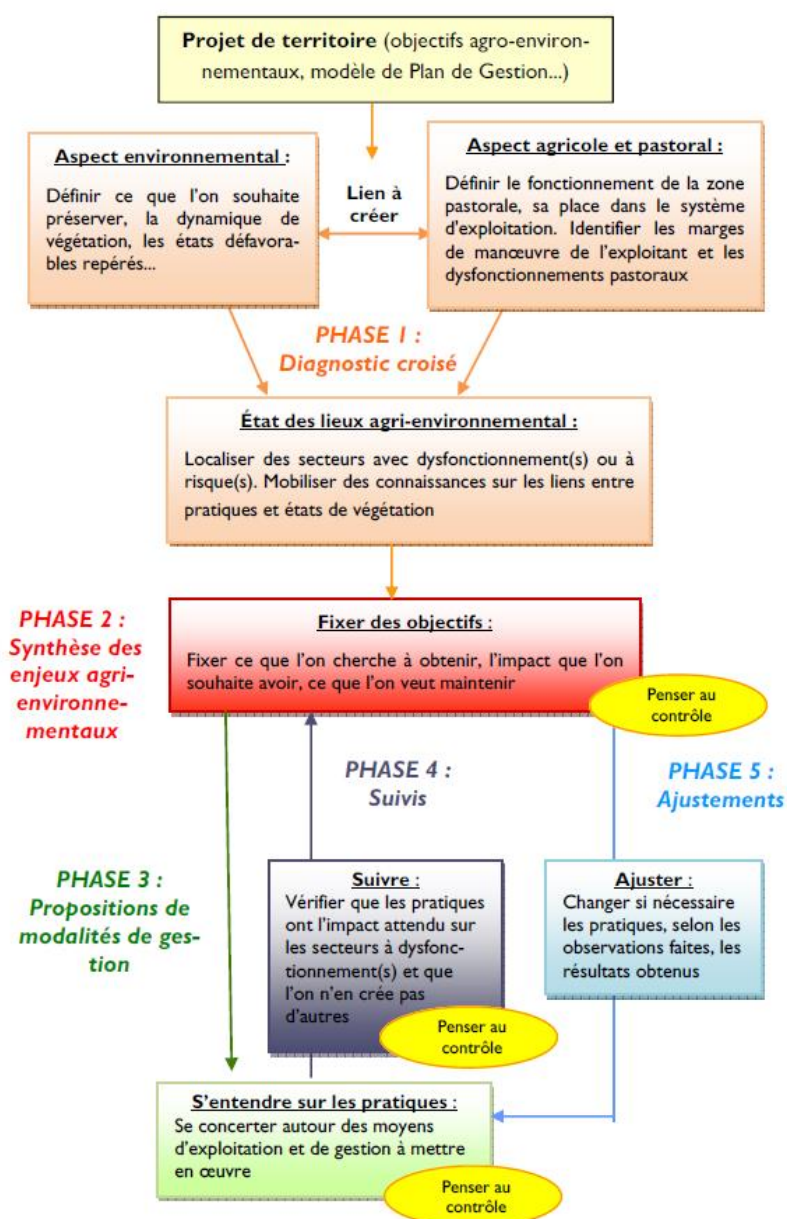 Projet de territoire (objectifs agro-environ-
nementaux, modèle de Plan de Gestion...)
Aspect environnemental :
Définir ce que l'on souhaite
préserver, la dynamique de
végétation, les états défavora-
bles repérés...
Lien à
créer
Aspect agricole et pastoral :
Définir le fonctionnement de la zone
pastorale, sa place dans le système
d'exploitation. Identifier les marges
de manœuvre de l'exploitant et les
dysfonctionnements pastoraux
PHASE 1 :
Diagnostic croisé
État des lieux agri-environnemental :
Localiser des secteurs avec dysfonctionnement(s) ou à
risque(s). Mobiliser des connaissances sur les liens entre
pratiques et états de végétation
PHASE 2 :
Synthèse des
enjeux agri-
environne-
mentaux
Fixer des objectifs :
Fixer ce que l'on cherche à obtenir, l'impact que l'on
souhaite avoir, ce que l'on veut maintenir
Penser au
contrôle
PHASE 3 :
Propositions de
modalités de ges-
tion
PHASE 4 :
Suivis
Suivre :
Vérifier que les pratiques
ont l'impact attendu sur
les secteurs à dysfonc-
tionnement(s) et que
l'on n'en crée pas
d'autres
Penser au
contrôle
PHASE 5 :
Ajustements
Ajuster :
Changer si nécessaire
les pratiques, selon les
observations faites, les
résultats obtenus
S'entendre sur les pratiques :
Se concerter autour des moyens
d'exploitation et de gestion à mettre
en œuvre
Penser au
contrôle